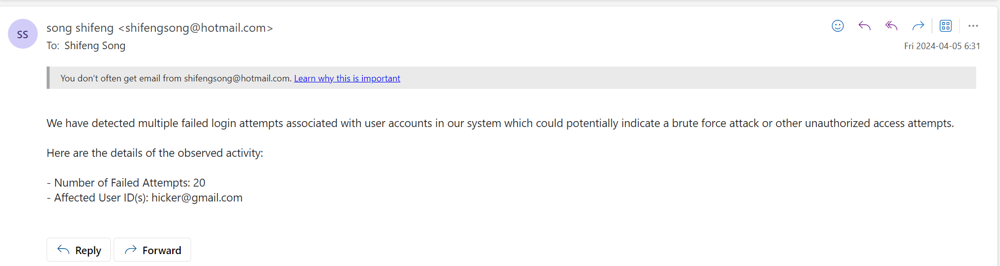 SS
song shifeng <shifengsong@hotmail.com>
To: Shifeng Song
Fri 2024-04-05 6:31
You don't often get email from shifengsong@hotmail.com. Learn why this is important
We have detected multiple failed login attempts associated with user accounts in our system which could potentially indicate a brute force attack or other unauthorized access attempts.
Here are the details of the observed activity:
- Number of Failed Attempts: 20
- Affected User ID(s): hicker@gmail.com
Reply
Forward